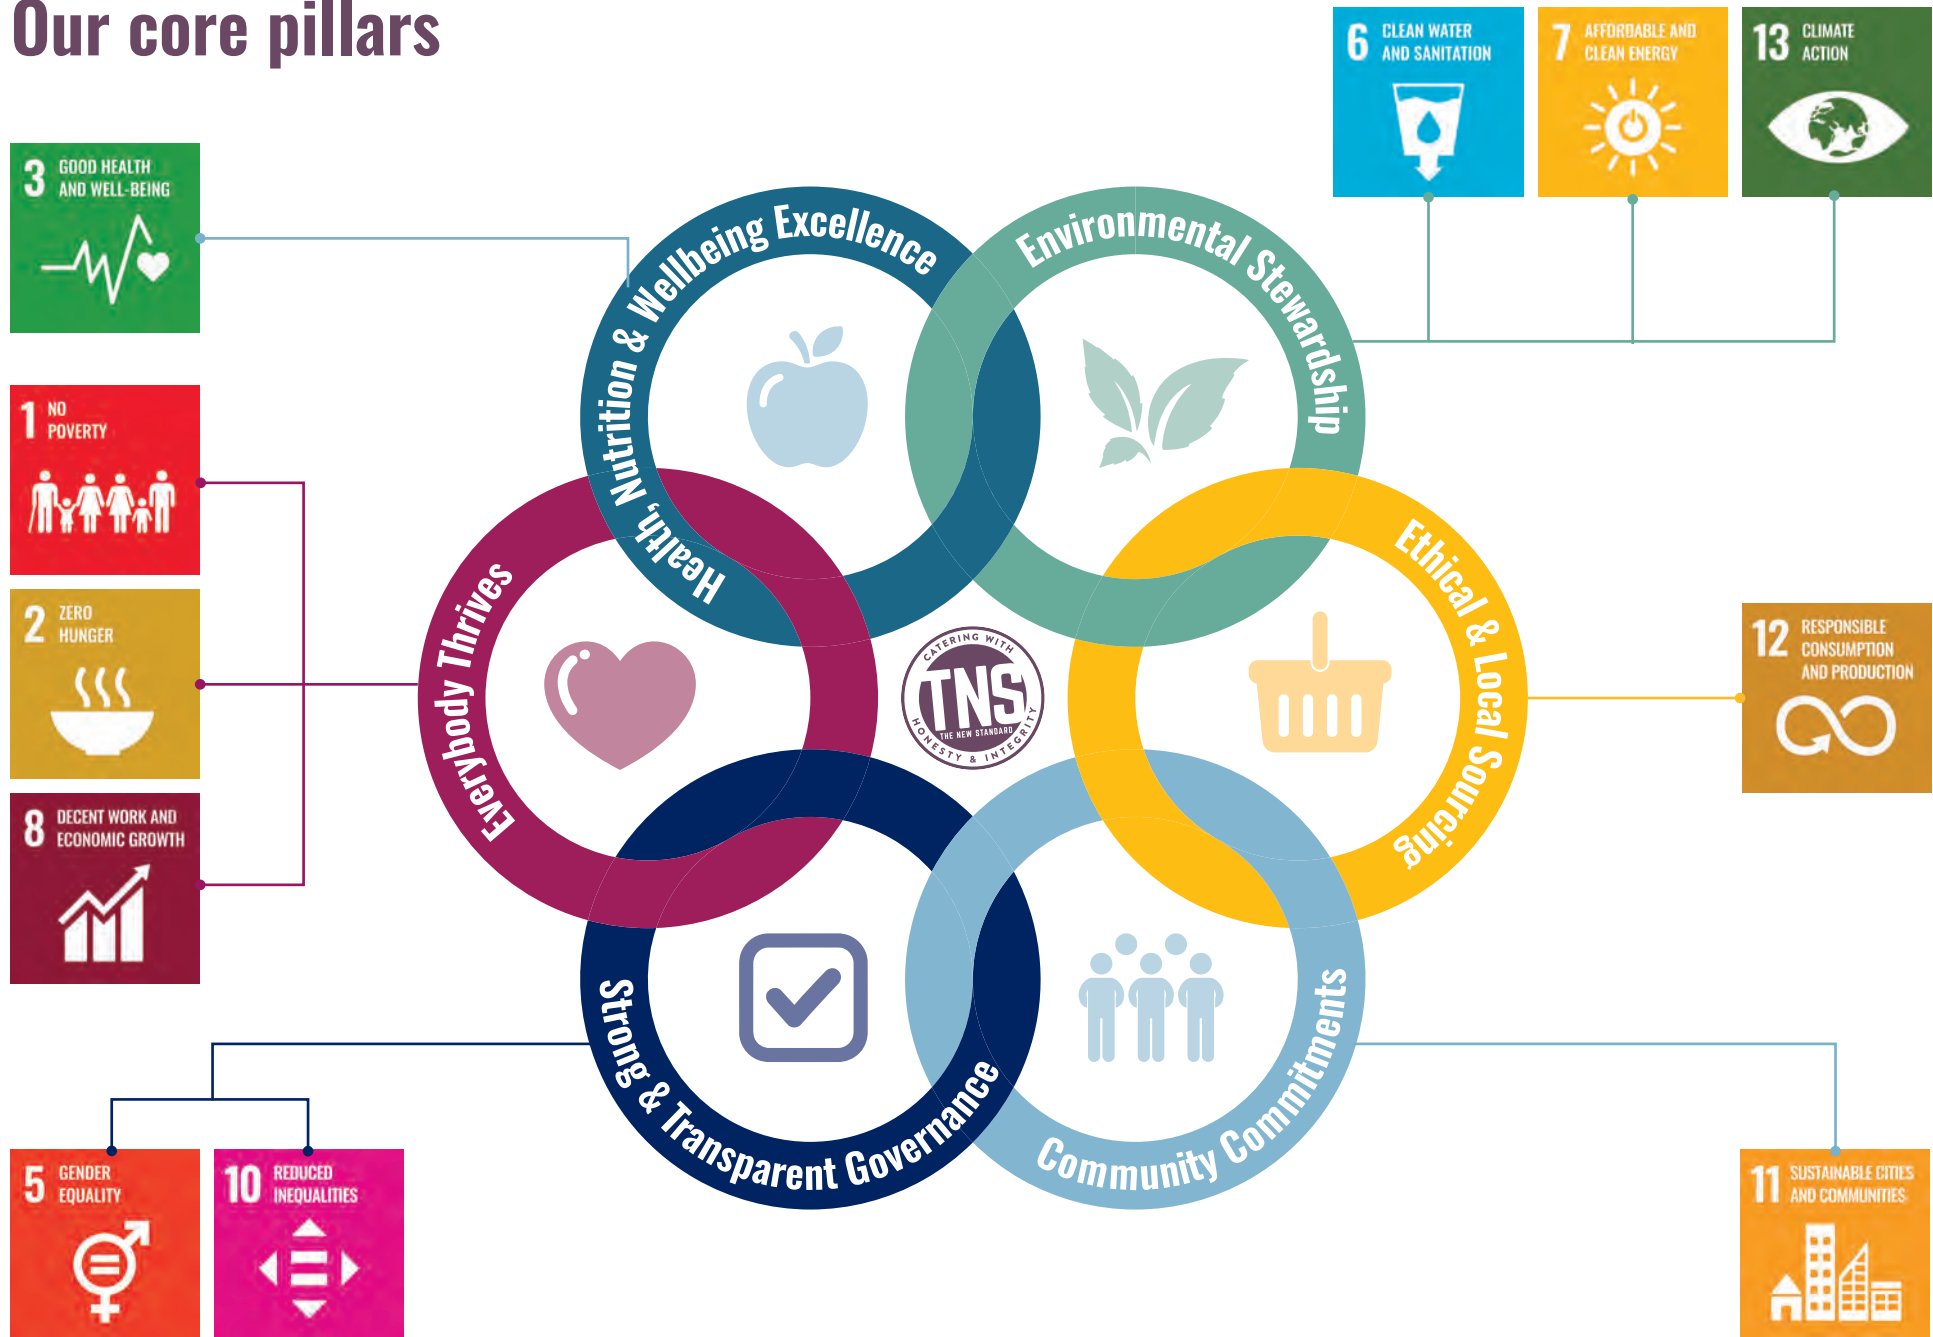 Our core pillars
6 CLEAN WATER
AND SANITATION
7 AFFORDABLE AND
CLEAN ENERGY
13 CLIMATE
ACTION
3 GOOD HEALTH
AND WELL-BEING
1 NO
POVERTY
2 ZERO
HUNGER
8 DECENT WORK AND
ECONOMIC GROWTH
Health, Nutrition & Wellbeing Excellence
Environmental Stewardship
Everybody Thrives
Ethical & Local Sourcing
CATERING WITH
TNS
THE NEW STANDARD
HONESTY & INTEGRITY
12 RESPONSIBLE
CONSUMPTION
AND PRODUCTION
Strong & Transparent Governance
Community Commitments
5 GENDER
EQUALITY
10 REDUCED
INEQUALITIES
11 SUSTAINABLE CITIES
AND COMMUNITIES